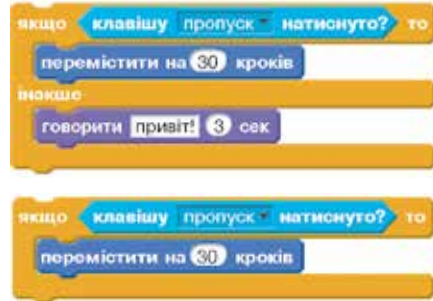 якщо клавішу пропуск натиснуто? то
перемістити на 30 кроків
інакше
говорити привіт! 3 сек
якщо клавішу пропуск натиснуто? то
перемістити на 30 кроків